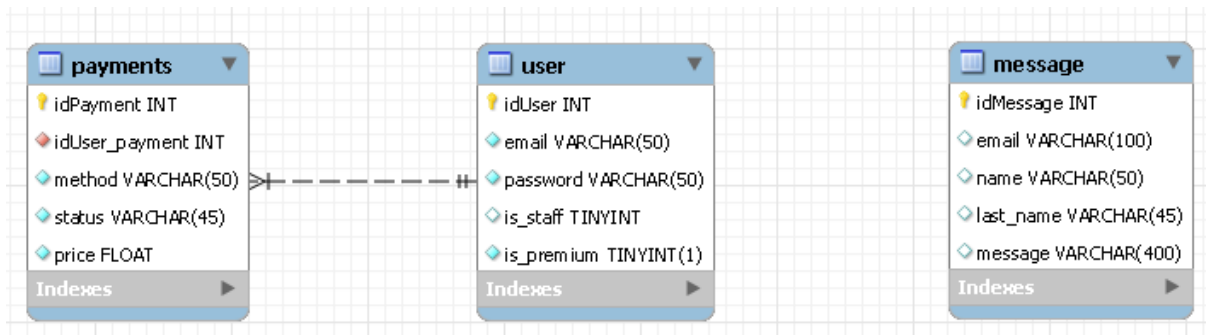 payments
idPayment INT
idUser_payment INT
method VARCHAR(50)
status VARCHAR(45)
price FLOAT
Indexes
user
idUser INT
email VARCHAR(50)
password VARCHAR(50)
is_staff TINYINT
is_premium TINYINT(1)
Indexes
message
idMessage INT
email VARCHAR(100)
name VARCHAR(50)
last_name VARCHAR(45)
message VARCHAR(400)
Indexes